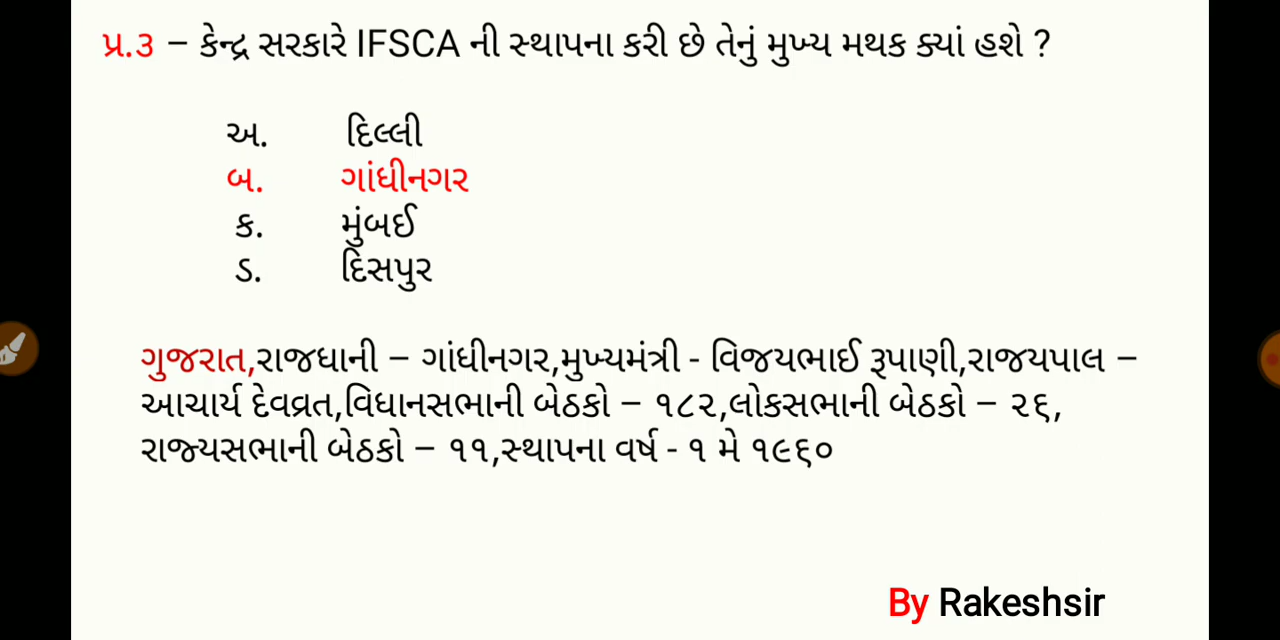 પ્ર.૩ – કેન્દ્ર સરકારે IFSCA ની સ્થાપના કરી છે તેનું મુખ્ય મથક ક્યાં હશે ?
અ. દિલ્લી
બ. ગાંધીનગર
ક. મુંબઈ
ડ. દિસપુર
ગુજરાત,રાજધાની – ગાંધીનગર,મુખ્યમંત્રી - વિજયભાઈ રૂપાણી,રાજયપાલ –
આચાર્ય દેવવ્રત,વિધાનસભાની બેઠકો – ૧૮૨,લોકસભાની બેઠકો – ૨૬,
રાજ્યસભાની બેઠકો – ૧૧,સ્થાપના વર્ષ - ૧ મે ૧૯૬૦
By Rakeshsir